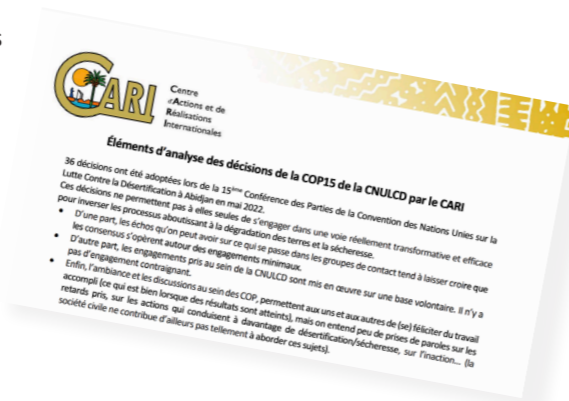 s
CARI
Centre
d'Actions et de
Réalisations
Internationales
Éléments d'analyse des décisions de la COP15 de la CNULCD par le CARI
36 décisions ont été adoptées lors de la 15ème Conférence des Parties de la Convention des Nations Unies sur la
Lutte Contre la Désertification à Abidjan en mai 2022.
Ces décisions ne permettent pas à elles seules de s'engager dans une voie réellement transformative et efficace
pour inverser les processus aboutissant à la dégradation des terres et la sécheresse.
• D'une part, les échos qu'on peut avoir sur ce qui se passe dans les groupes de contact tend à laisser croire que
les consensus s'opèrent autour des engagements minimaux.
• D'autre part, les engagements pris au sein de la CNULCD sont mis en œuvre sur une base volontaire. Il n'y a
pas d'engagement contraignant.
• Enfin, l'ambiance et les discussions au sein des COP, permettent aux uns et aux autres de (se) féliciter du travail
accompli (ce qui est bien lorsque des résultats sont atteints), mais on entend peu de prises de paroles sur les
retards pris, sur les actions qui conduisent à davantage de désertification/sécheresse, sur l'inaction... (la
société civile ne contribue d'ailleurs pas tellement à aborder ces sujets).